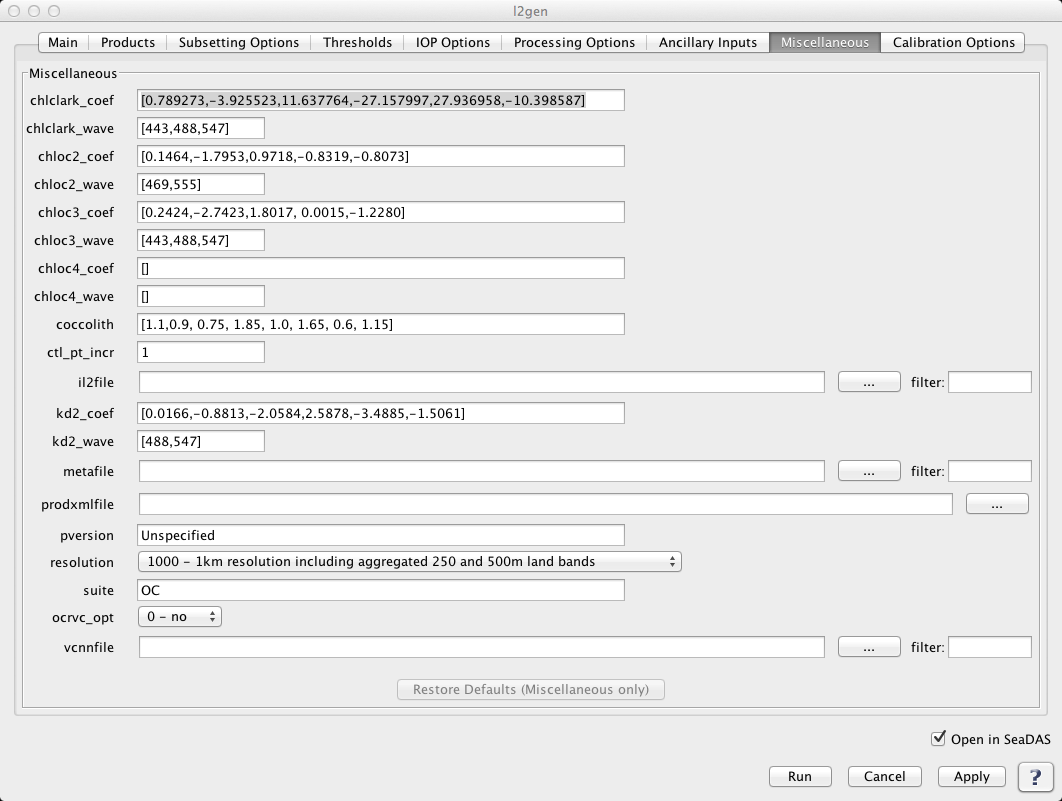 l2gen
Main Products Subsetting Options Thresholds IOP Options Processing Options Ancillary Inputs Miscellaneous Calibration Options
Miscellaneous
chlclark_coef [0.789273,-3.925523,11.637764,-27.157997,27.936958,-10.398587]
chlclark_wave [443,488,547]
chloc2_coef [0.1464,-1.7953,0.9718,-0.8319,-0.8073]
chloc2_wave [469,555]
chloc3_coef [0.2424,-2.7423,1.8017, 0.0015,-1.2280]
chloc3_wave [443,488,547]
chloc4_coef []
chloc4_wave []
coccolith [1.1,0.9, 0.75, 1.85, 1.0, 1.65, 0.6, 1.15]
ctl_pt_incr 1
il2file ... filter:
kd2_coef [0.0166,-0.8813,-2.0584,2.5878,-3.4885,-1.5061]
kd2_wave [488,547]
metafile ... filter:
prodxmlfile ...
pversion Unspecified
resolution 1000 - 1km resolution including aggregated 250 and 500m land bands
suite OC
ocrvc_opt 0 - no
vcnnfile ... filter:
Restore Defaults (Miscellaneous only)
Open in SeaDAS
Run Cancel Apply ?